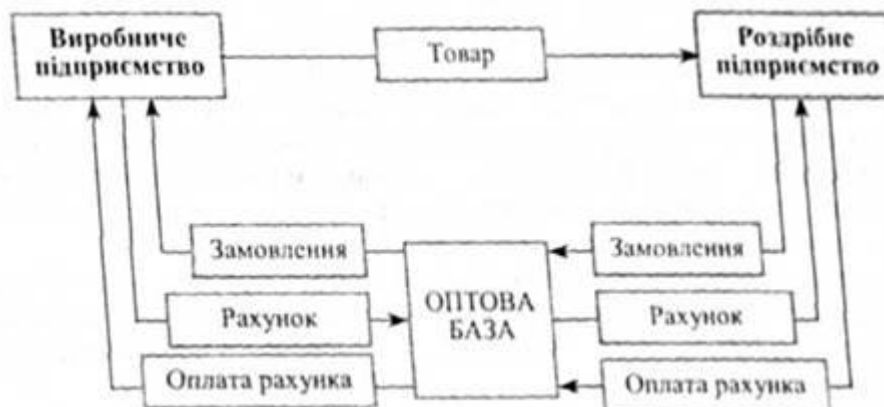 Виробниче
підприємство
Товар
Роздрібне
підприємство
Замовлення
Замовлення
ОПТОВА
БАЗА
Рахунок
Рахунок
Оплата рахунка
Оплата рахунка